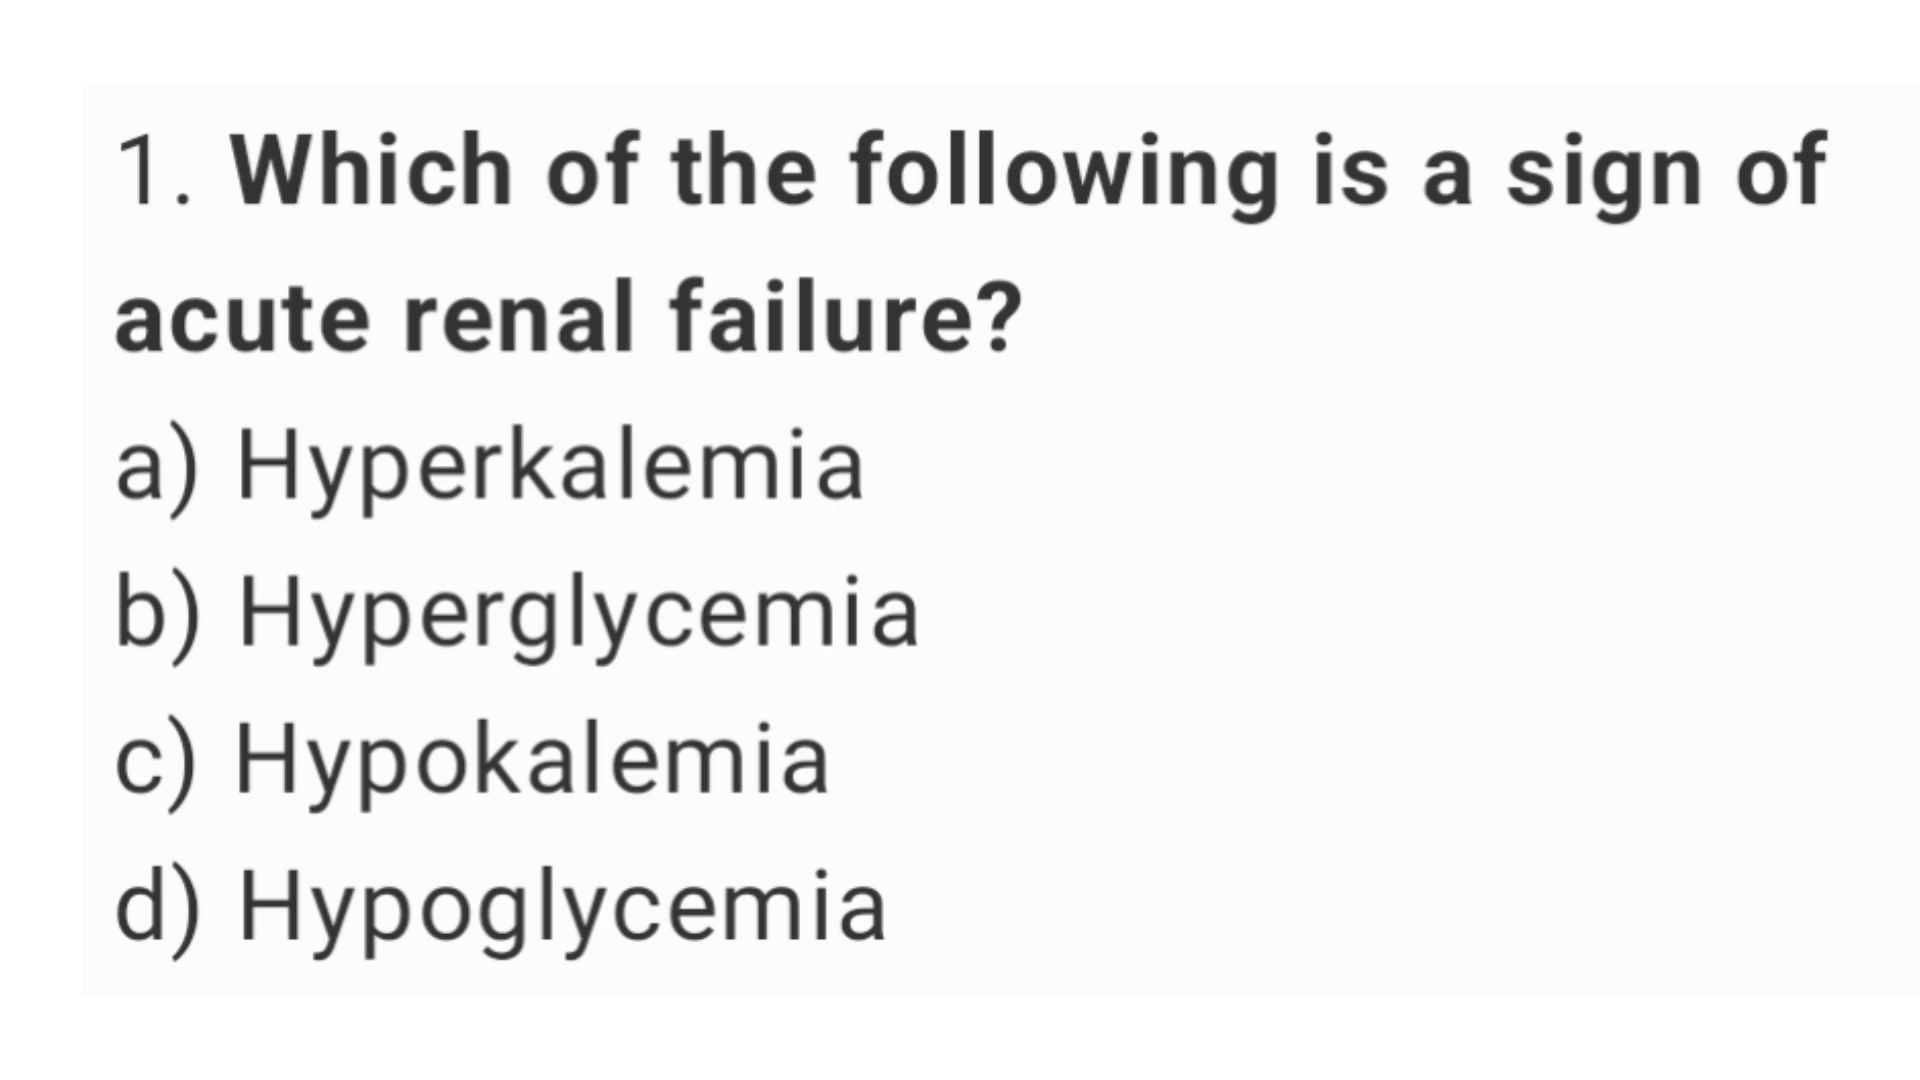 1. Which of the following is a sign of
acute renal failure?
a) Hyperkalemia
b) Hyperglycemia
c) Hypokalemia
d) Hypoglycemia